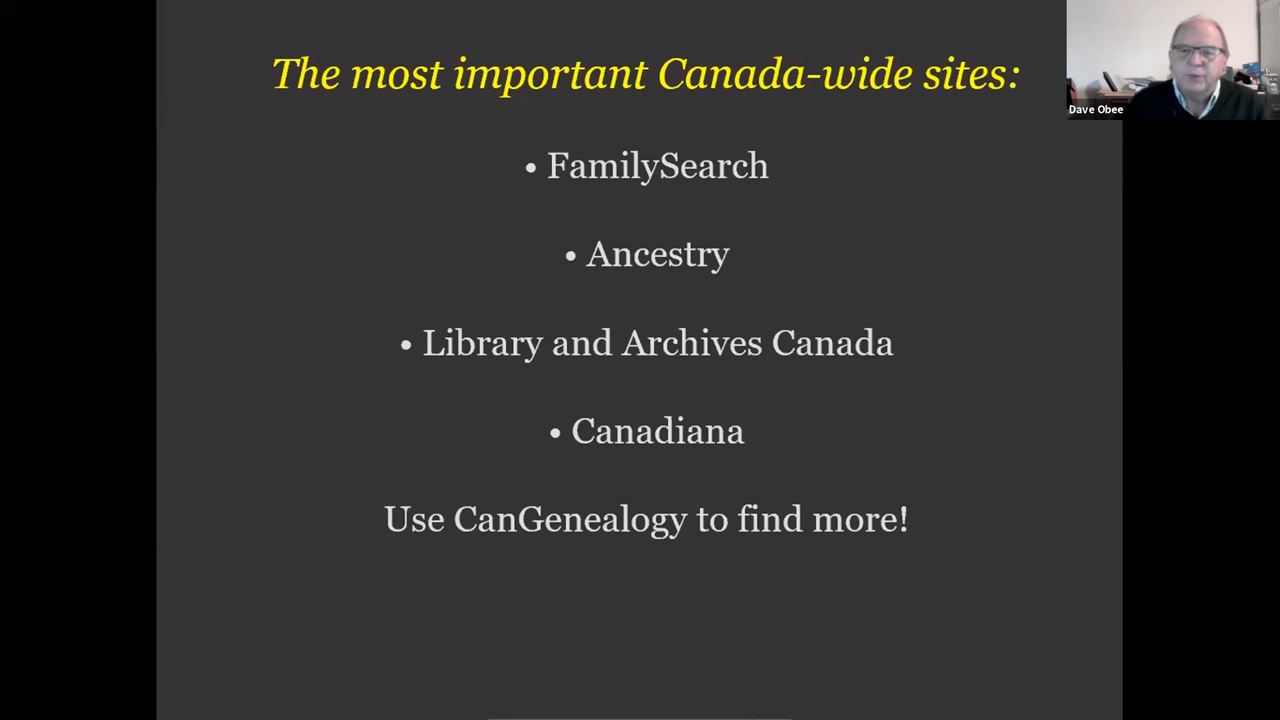 The most important Canada-wide sites:
• FamilySearch
• Ancestry
• Library and Archives Canada
• Canadiana
Use CanGenealogy to find more!
Dave Obee